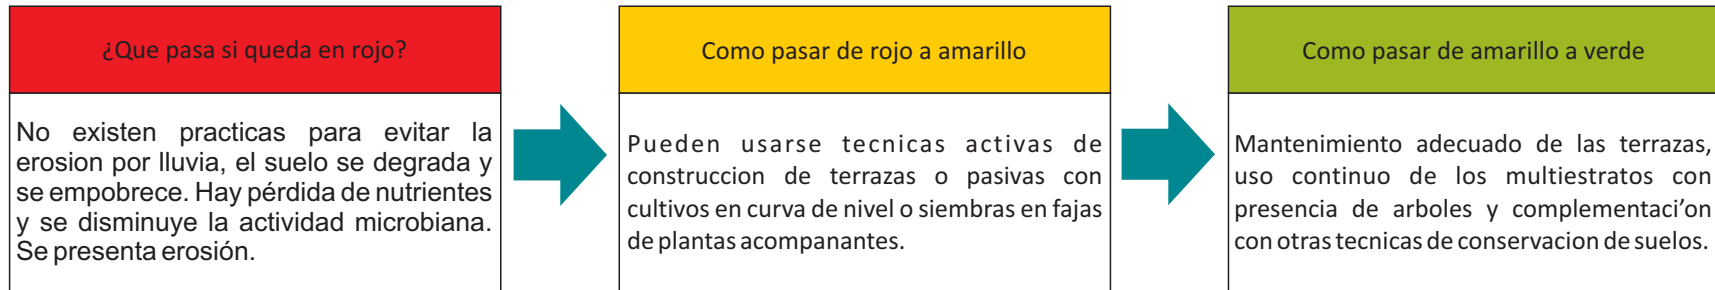 ¿Que pasa si queda en rojo?
No existen practicas para evitar la
erosion por lluvia, el suelo se degrada y
se empobrece. Hay pérdida de nutrientes
y se disminuye la actividad microbiana.
Se presenta erosión.
Como pasar de rojo a amarillo
Pueden usarse tecnicas activas de
construccion de terrazas o pasivas con
cultivos en curva de nivel o siembras en fajas
de plantas acompanantes.
Como pasar de amarillo a verde
Mantenimiento adecuado de las terrazas,
uso continuo de los multiestratos con
presencia de arboles y complementaci’on
con otras tecnicas de conservacion de suelos.